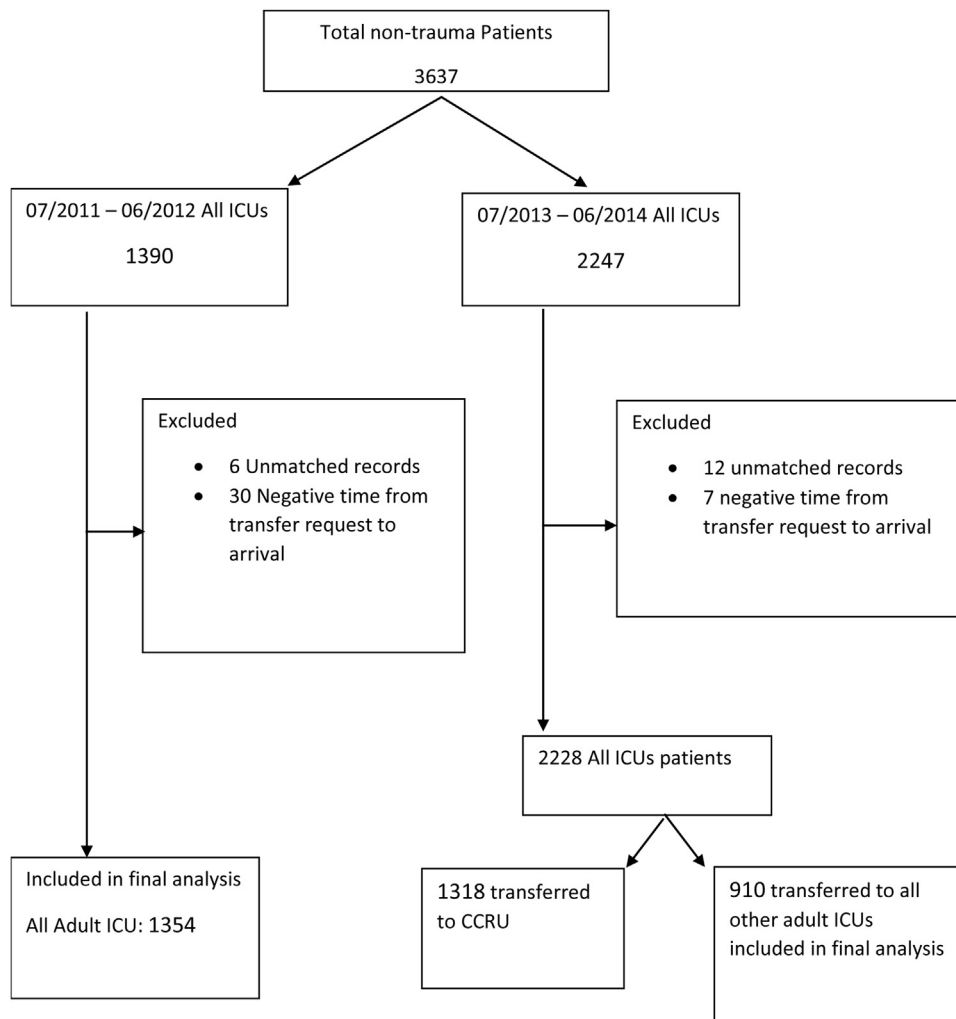 Total non-trauma Patients
3637
07/2011 – 06/2012 All ICUs
1390
07/2013 – 06/2014 All ICUs
2247
Excluded
• 6 Unmatched records
• 30 Negative time from
transfer request to
arrival
Excluded
• 12 unmatched records
• 7 negative time from
transfer request to arrival
2228 All ICUs patients
Included in final analysis
All Adult ICU: 1354
1318 transferred
to CCRU
910 transferred to all
other adult ICUs
included in final analysis